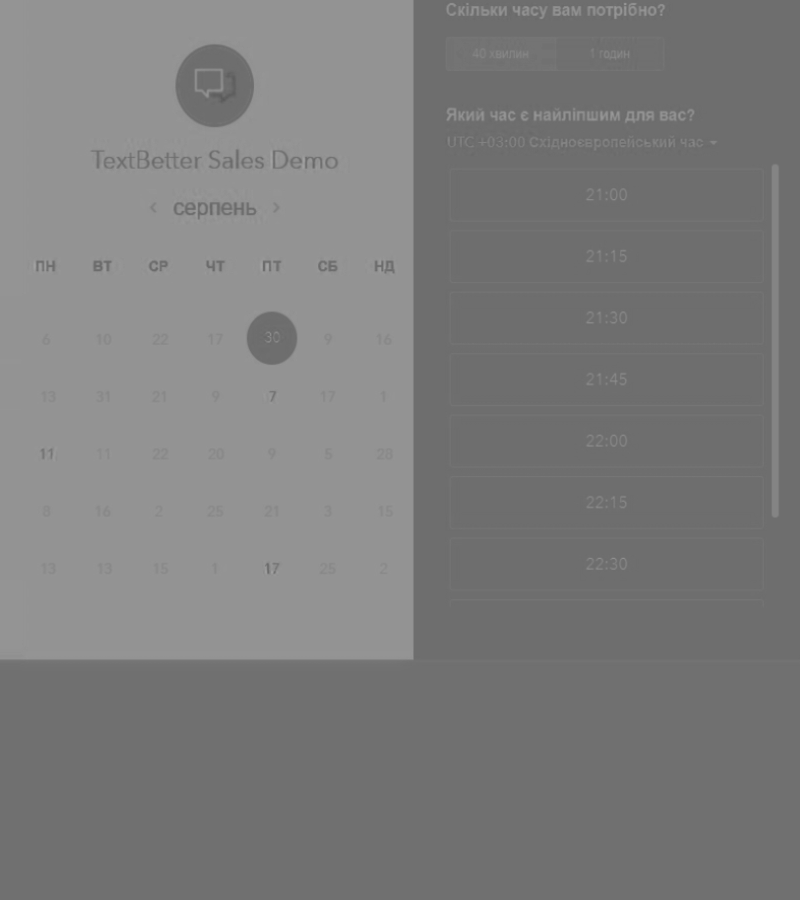 TextBetter Sales Demo
‹ серпень ›
ПН ВТ СР ЧТ ПТ СБ НД
6 10 22 17 30 9 16
13 31 21 9 7 17 1
11 11 22 20 9 5 28
8 16 2 25 21 3 15
13 13 15 1 17 25 2
Скільки часу вам потрібно?
40 хвилин 1 годин
Який час є найліпшим для вас?
UTC +03:00 Східноєвропейський час
21:00
21:15
21:30
21:45
22:00
22:15
22:30